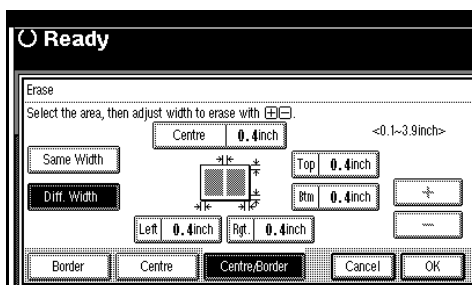 Ready
Erase
Select the area, then adjust width to erase with + −.
Centre 0.4inch <0.1~3.9inch>
Same Width Top 0.4inch +
Diff. Width Btm 0.4inch −
Left 0.4inch Rgt. 0.4inch
Border Centre Centre/Border Cancel OK